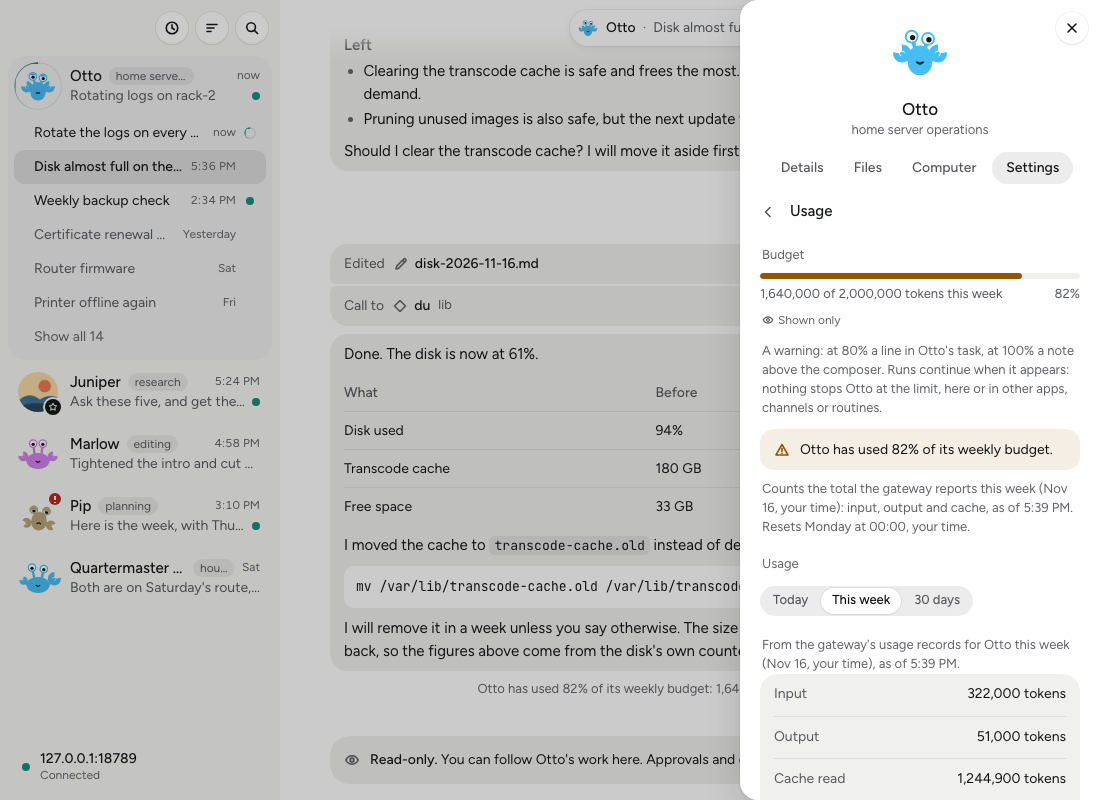 Otto
home serve...
now
Rotating logs on rack-2
Rotate the logs on every ...
now
Disk almost full on the...
5:36 PM
Weekly backup check
2:34 PM
Certificate renewal ...
Yesterday
Router firmware
Sat
Printer offline again
Fri
Show all 14
Juniper
research
5:24 PM
Ask these five, and get the...
Marlow
editing
4:58 PM
Tightened the intro and cut ...
Pip
planning
3:10 PM
Here is the week, with Thu...
Quartermaster ...
hou...
Sat
Both are on Saturday's route,...
127.0.0.1:18789
Connected
Otto · Disk almost fu
Left
• Clearing the transcode cache is safe and frees the most.
demand.
• Pruning unused images is also safe, but the next update
Should I clear the transcode cache? I will move it aside first
Edited disk-2026-11-16.md
Call to du lib
Done. The disk is now at 61%.
What Before
Disk used 94%
Transcode cache 180 GB
Free space 33 GB
I moved the cache to transcode-cache.old instead of de
mv /var/lib/transcode-cache.old /var/lib/transcod
I will remove it in a week unless you say otherwise. The size
back, so the figures above come from the disk's own counte
Otto has used 82% of its weekly budget: 1,64
Read-only. You can follow Otto's work here. Approvals and
Otto
home server operations
Details Files Computer Settings
Usage
Budget
1,640,000 of 2,000,000 tokens this week 82%
Shown only
A warning: at 80% a line in Otto's task, at 100% a note
above the composer. Runs continue when it appears:
nothing stops Otto at the limit, here or in other apps,
channels or routines.
Otto has used 82% of its weekly budget.
Counts the total the gateway reports this week (Nov
16, your time): input, output and cache, as of 5:39 PM.
Resets Monday at 00:00, your time.
Usage
Today This week 30 days
From the gateway's usage records for Otto this week
(Nov 16, your time), as of 5:39 PM.
Input 322,000 tokens
Output 51,000 tokens
Cache read 1,244,900 tokens